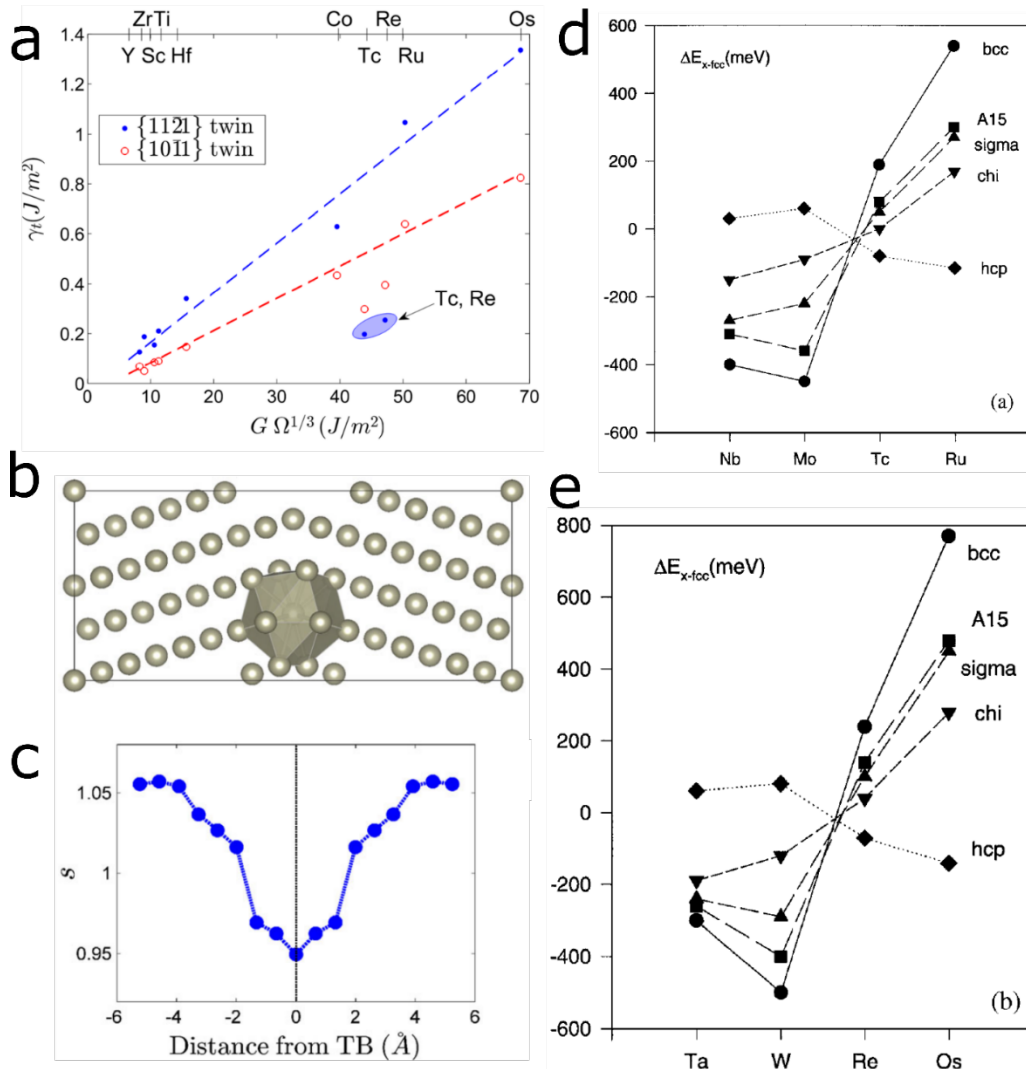 a
Zr Ti Co Re Os
Y Sc Hf Tc Ru
1.4
1.2
1
0.8
0.6
0.4
0.2
0
γt(J/m²)
{112̄1} twin
{101̄1} twin
Tc, Re
0 10 20 30 40 50 60 70
G Ω^1/3 (J/m²)
b
c
1.05
1
0.95
s
-6 -4 -2 0 2 4 6
Distance from TB (Å)
d
600
400
200
0
-200
-400
-600
ΔEx-fcc(meV)
bcc
A15
sigma
chi
hcp
(a)
Nb Mo Tc Ru
e
800
600
400
200
0
-200
-400
-600
ΔEx-fcc(meV)
bcc
A15
sigma
chi
hcp
(b)
Ta W Re Os